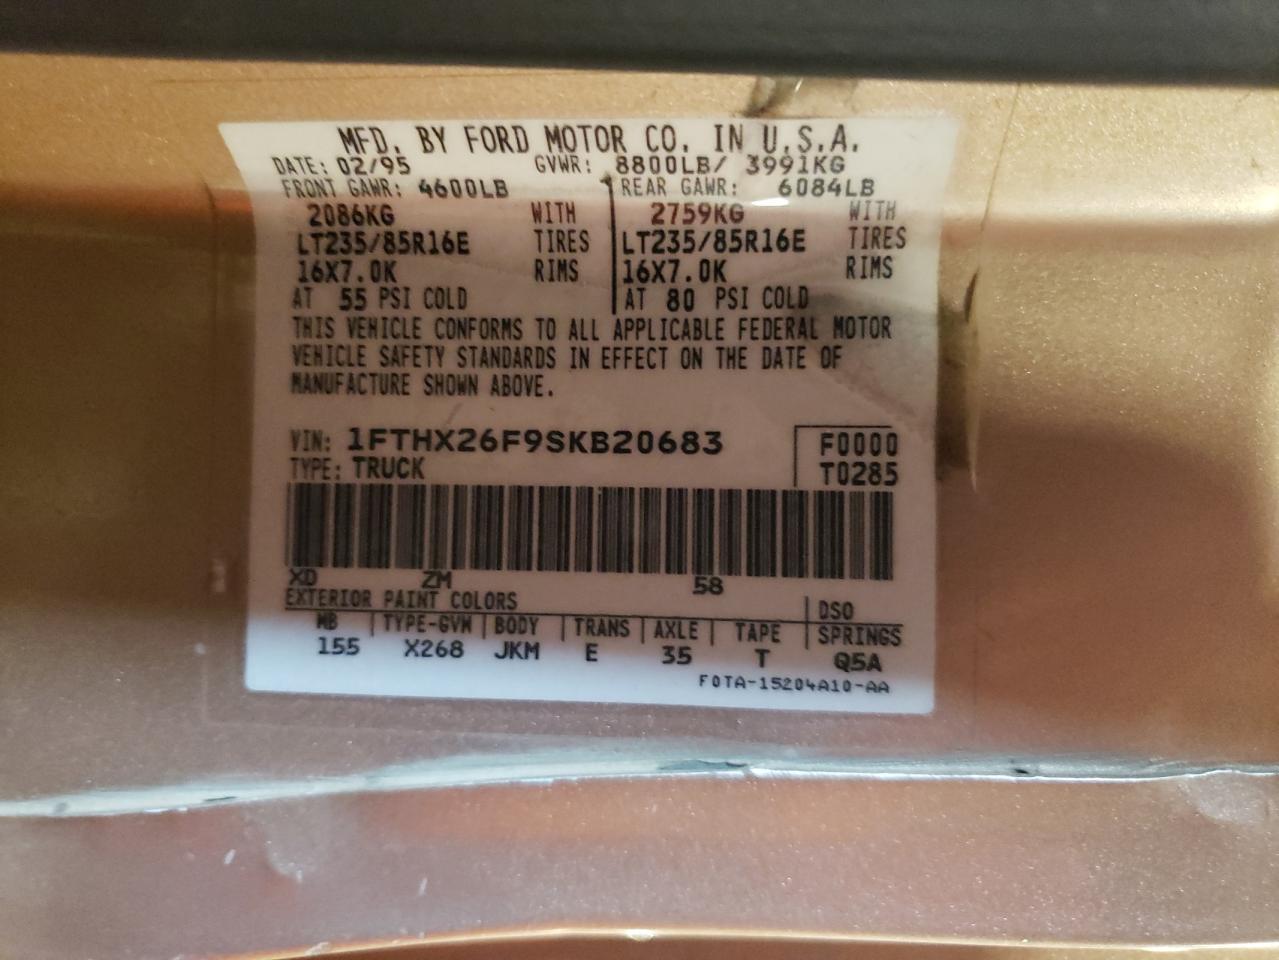 MFD. BY FORD MOTOR CO. IN U.S.A.
DATE: 02/95 GVWR: 8800LB/ 3991KG
FRONT GAWR: 4600LB REAR GAWR: 6084LB
2086KG WITH 2759KG WITH
LT235/85R16E TIRES LT235/85R16E TIRES
16X7.0K RIMS 16X7.0K RIMS
AT 55 PSI COLD AT 80 PSI COLD
THIS VEHICLE CONFORMS TO ALL APPLICABLE FEDERAL MOTOR
VEHICLE SAFETY STANDARDS IN EFFECT ON THE DATE OF
MANUFACTURE SHOWN ABOVE.
VIN: 1FTHX26F9SKB20683 F0000
TYPE: TRUCK T0285
XD ZM 58
EXTERIOR PAINT COLORS DSO
WB TYPE-GVW BODY TRANS AXLE TAPE SPRINGS
155 X268 JKM E 35 T Q5A
F0TA-15204A10-AA